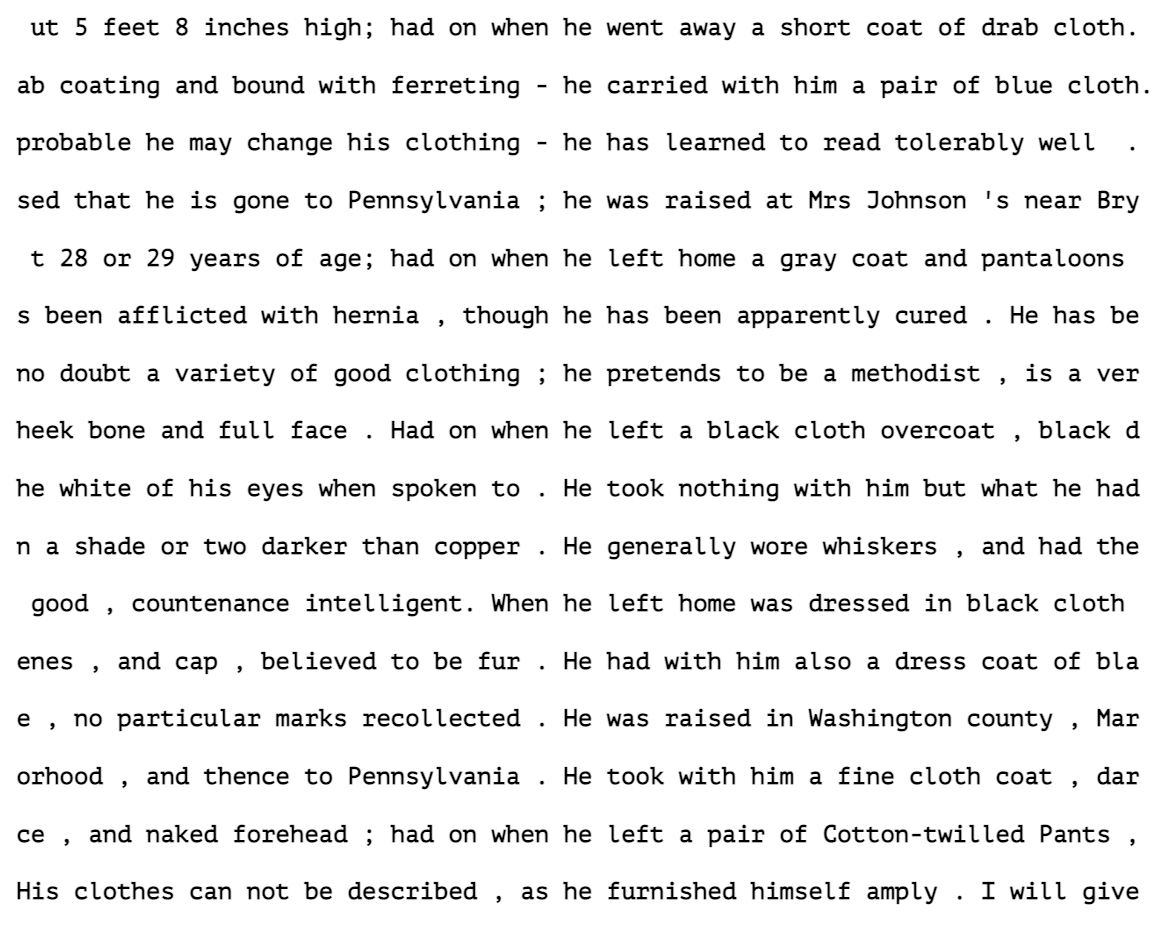 ut 5 feet 8 inches high; had on when he went away a short coat of drab cloth.
ab coating and bound with ferreting - he carried with him a pair of blue cloth.
probable he may change his clothing - he has learned to read tolerably well  .
sed that he is gone to Pennsylvania ; he was raised at Mrs Johnson 's near Bry
t 28 or 29 years of age; had on when he left home a gray coat and pantaloons
s been afflicted with hernia , though he has been apparently cured . He has be
no doubt a variety of good clothing ; he pretends to be a methodist , is a ver
heek bone and full face . Had on when he left a black cloth overcoat , black d
he white of his eyes when spoken to . He took nothing with him but what he had
n a shade or two darker than copper . He generally wore whiskers , and had the
good , countenance intelligent. When he left home was dressed in black cloth
enes , and cap , believed to be fur . He had with him also a dress coat of bla
e , no particular marks recollected . He was raised in Washington county , Mar
orhood , and thence to Pennsylvania . He took with him a fine cloth coat , dar
ce , and naked forehead ; had on when he left a pair of Cotton-twilled Pants ,
His clothes can not be described , as he furnished himself amply . I will give